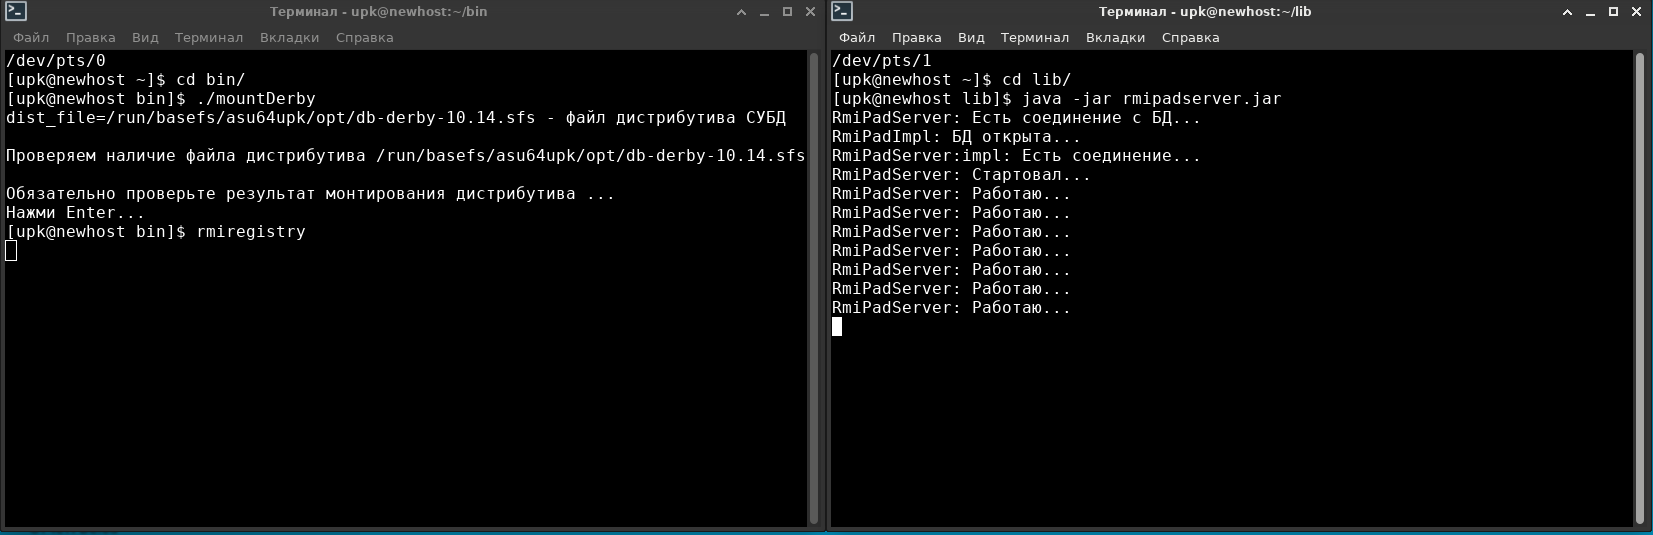 Терминал - upk@newhost:~/bin
Файл Правка Вид Терминал Вкладки Справка
/dev/pts/0
[upk@newhost ~]$ cd bin/
[upk@newhost bin]$ ./mountDerby
dist_file=/run/basefs/asu64upk/opt/db-derby-10.14.sfs - файл дистрибутива СУБД
Проверяем наличие файла дистрибутива /run/basefs/asu64upk/opt/db-derby-10.14.sfs
Обязательно проверьте результат монтирования дистрибутива ...
Нажми Enter...
[upk@newhost bin]$ rmiregistry
Терминал - upk@newhost:~/lib
Файл Правка Вид Терминал Вкладки Справка
/dev/pts/1
[upk@newhost ~]$ cd lib/
[upk@newhost lib]$ java -jar rmipadserver.jar
RmiPadServer: Есть соединение с БД...
RmiPadImpl: БД открыта...
RmiPadServer:impl: Есть соединение...
RmiPadServer: Стартовал...
RmiPadServer: Работаю...
RmiPadServer: Работаю...
RmiPadServer: Работаю...
RmiPadServer: Работаю...
RmiPadServer: Работаю...
RmiPadServer: Работаю...
RmiPadServer: Работаю...